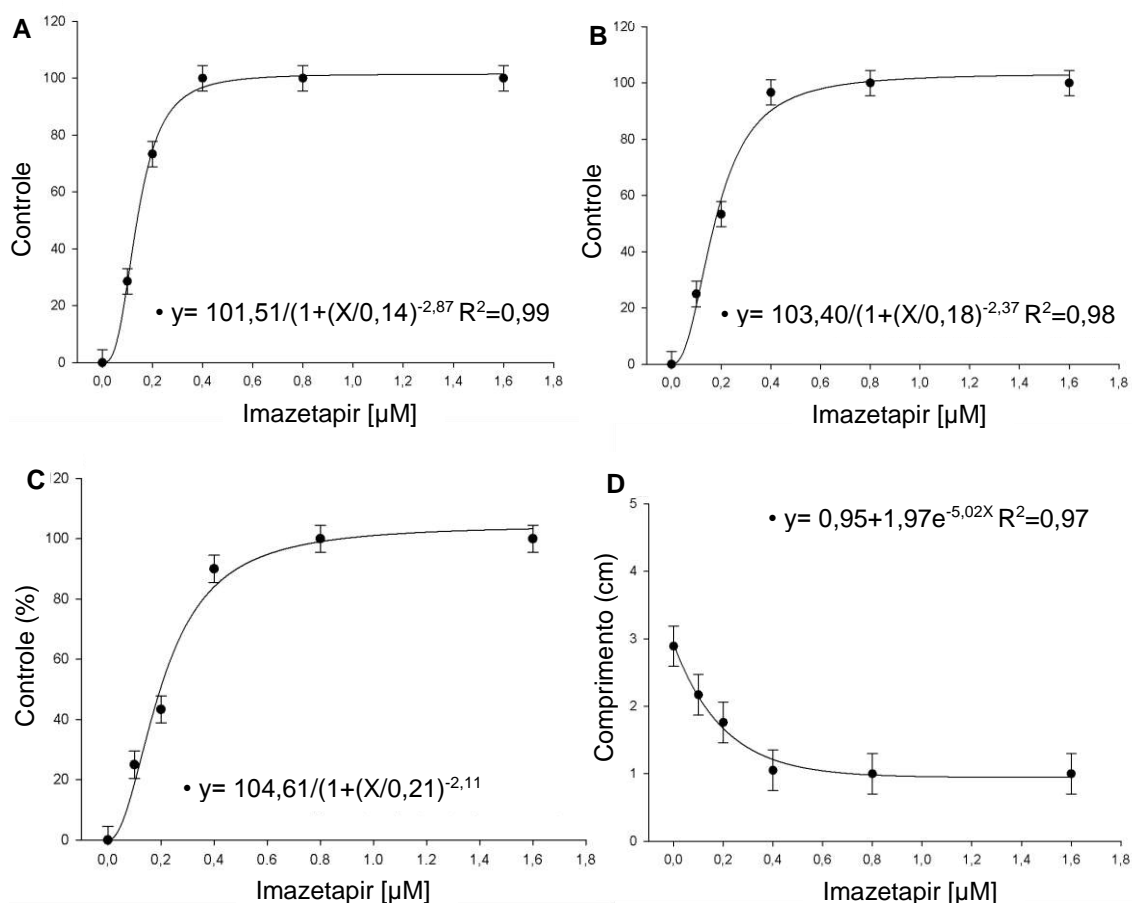 A
120
100
80
60
40
20
0
Controle
• y= 101,51/(1+(X/0,14)^-2,87 R²=0,99
0,0 0,2 0,4 0,6 0,8 1,0 1,2 1,4 1,6 1,8
Imazetapir [µM]
B
120
100
80
60
40
20
0
Controle
• y= 103,40/(1+(X/0,18)^-2,37 R²=0,98
0,0 0,2 0,4 0,6 0,8 1,0 1,2 1,4 1,6 1,8
Imazetapir [µM]
C
20
100
80
60
40
20
0
Controle (%)
• y= 104,61/(1+(X/0,21)^-2,11
0,0 0,2 0,4 0,6 0,8 1,0 1,2 1,4 1,6 1,8
Imazetapir [µM]
D
5
4
3
2
1
0
Comprimento (cm)
• y= 0,95+1,97e^-5,02X R²=0,97
0,0 0,2 0,4 0,6 0,8 1,0 1,2 1,4 1,6 1,8
Imazetapir [µM]